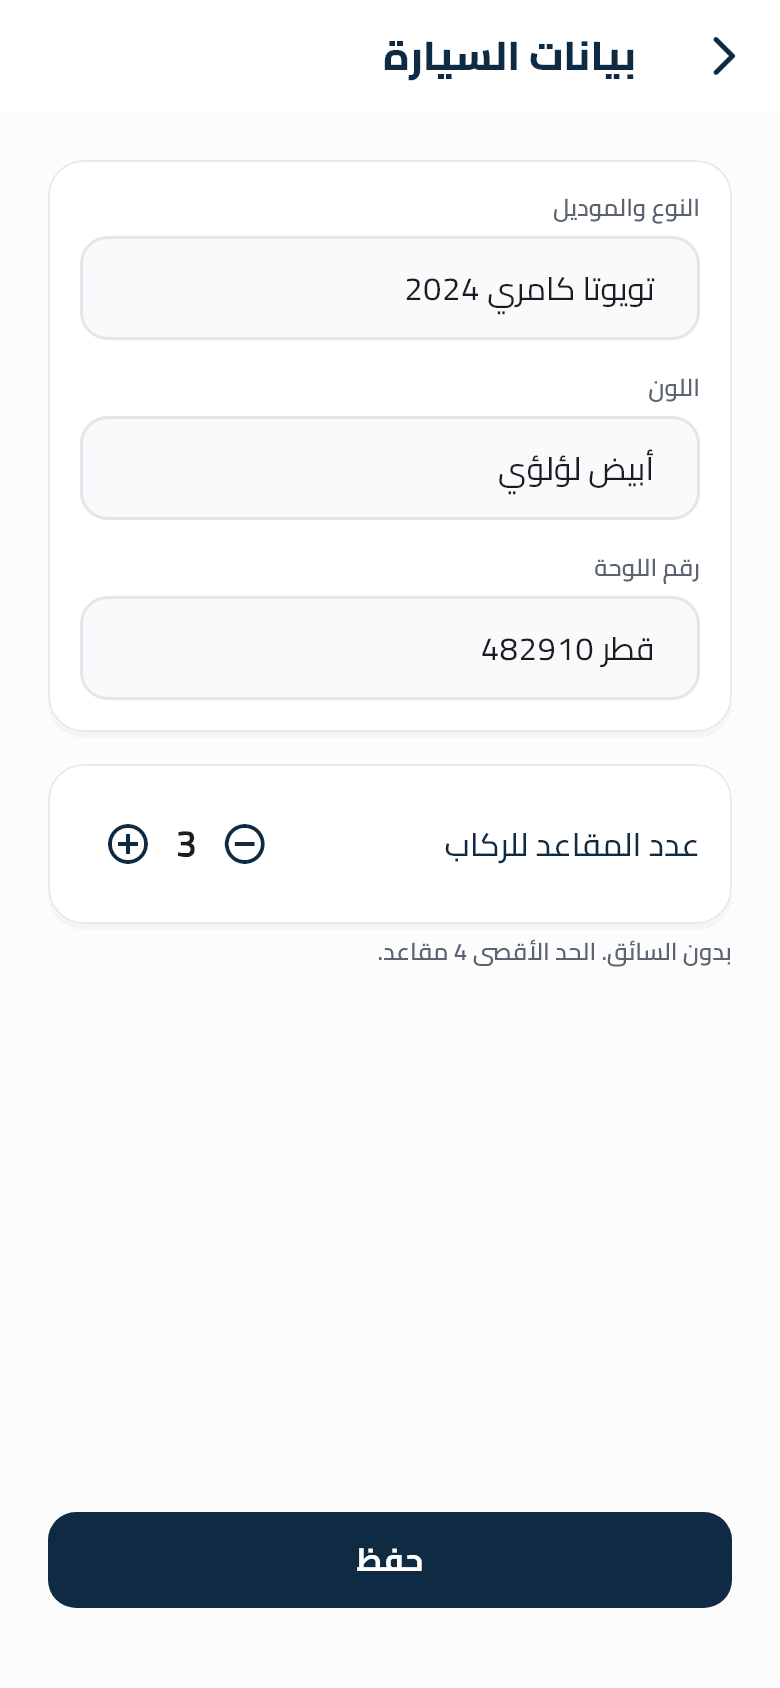 بيانات السيارة
النوع والموديل
تويوتا كامري 2024
اللون
أبيض لؤلؤي
رقم اللوحة
قطر 482910
عدد المقاعد للركاب 3
بدون السائق. الحد الأقصى 4 مقاعد.
حفظ